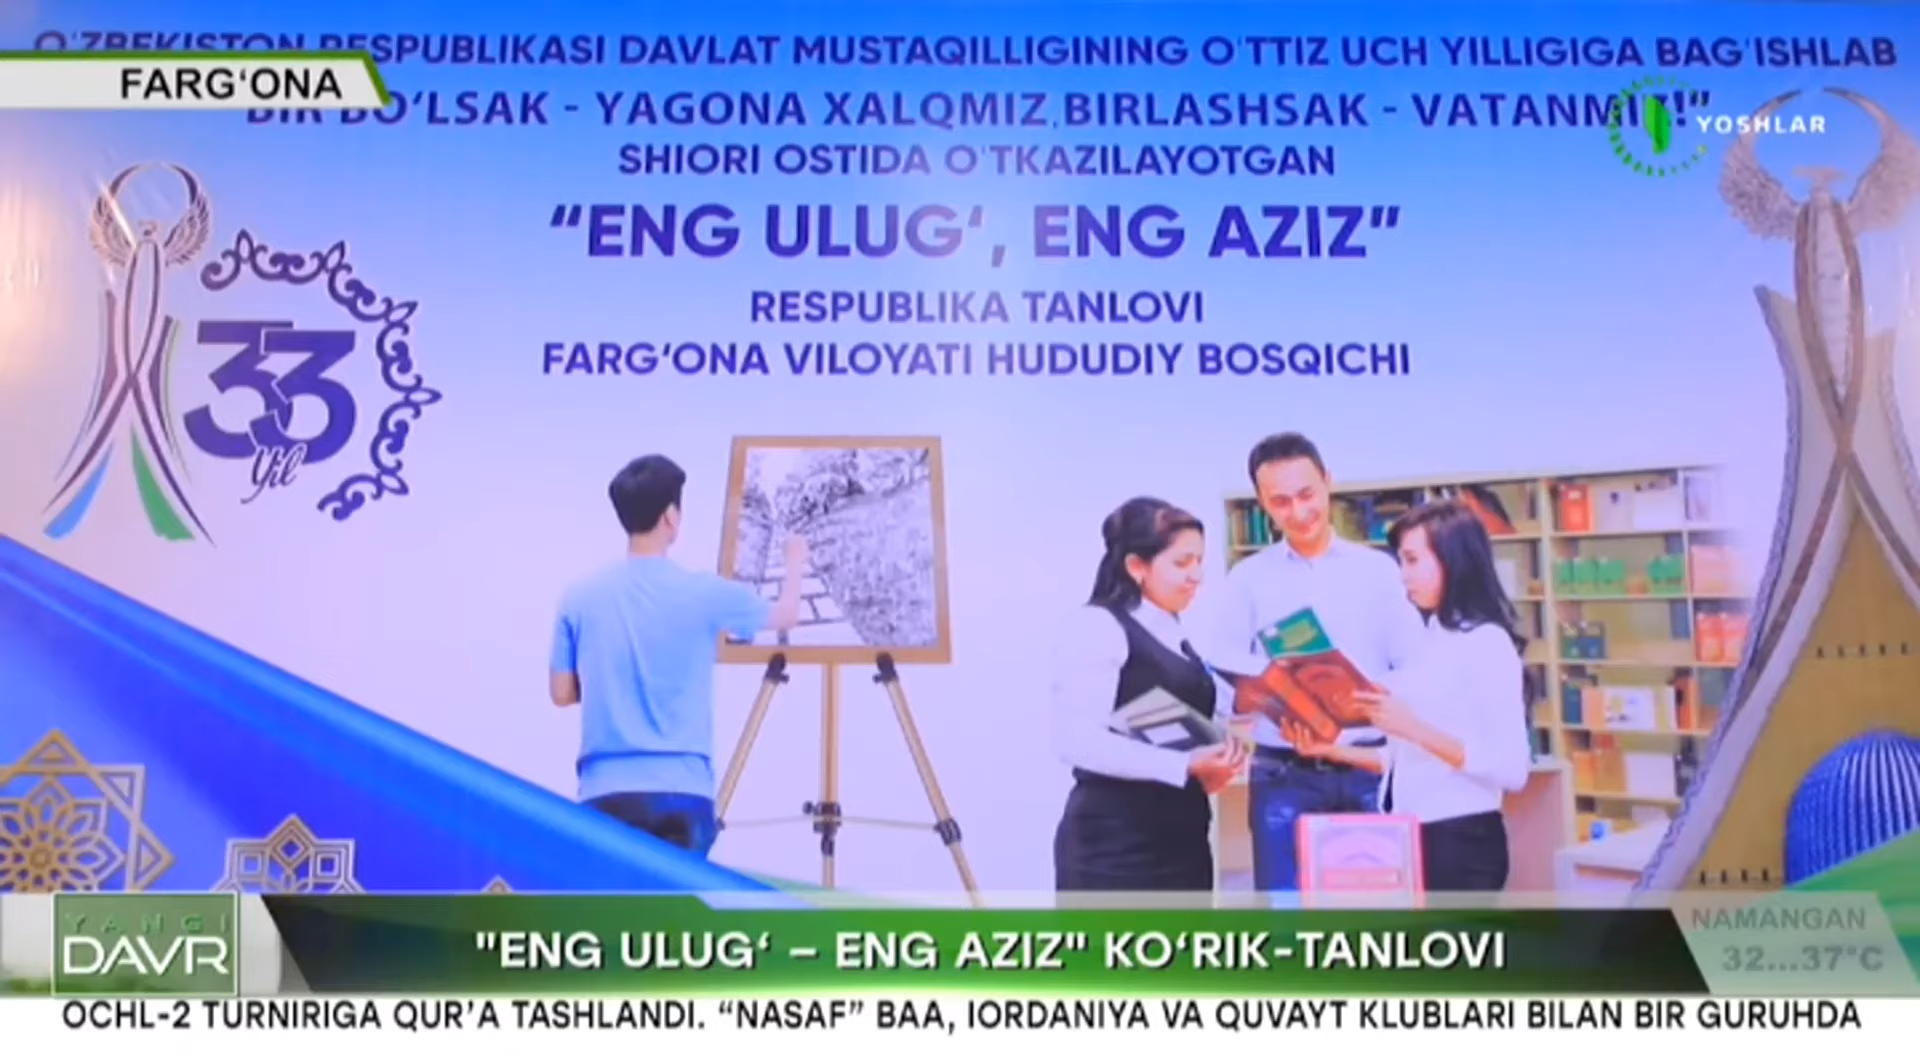 O'ZBEKISTON RESPUBLIKASI DAVLAT MUSTAQILLIGINING O'TTIZ UCH YILLIGIGA BAG'ISHLAB
FARG‘ONA
BIR BO‘LSAK - YAGONA XALQMIZ, BIRLASHSAK - VATANMIZ!”
YOSHLAR
SHIORI OSTIDA O'TKAZILAYOTGAN
“ENG ULUG‘, ENG AZIZ”
RESPUBLIKA TANLOVI
FARG‘ONA VILOYATI HUDUDIY BOSQICHI
33
Yil
YANGI
DAVR
"ENG ULUG‘ – ENG AZIZ" KO‘RIK-TANLOVI
NAMANGAN
32...37°C
OCHL-2 TURNIRIGA QUR’A TASHLANDI. “NASAF” BAA, IORDANIYA VA QUVAYT KLUBLARI BILAN BIR GURUHDA